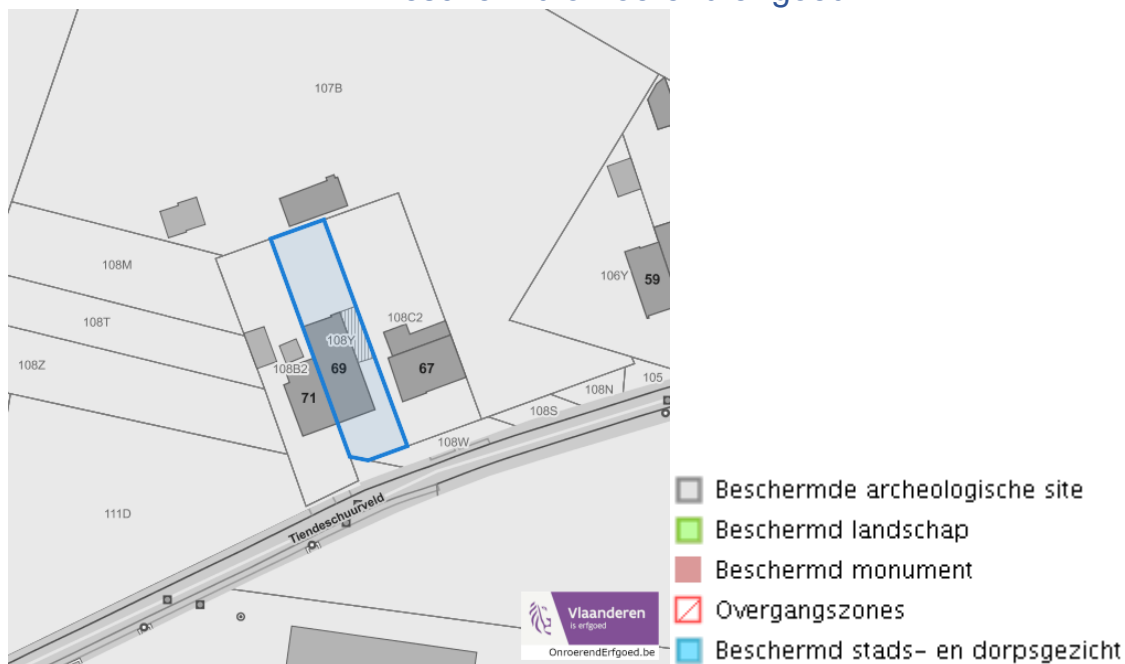 107B
108M
106Y
59
108T
108C2
108Y
108Z
108B2
69
67
71
105
108N
108S
108W
111D
Tiendeschuurveld
Vlaanderen
is erfgoed
OnroerendErfgoed.be
Beschermde archeologische site
Beschermd landschap
Beschermd monument
Overgangszones
Beschermd stads- en dorpsgezicht